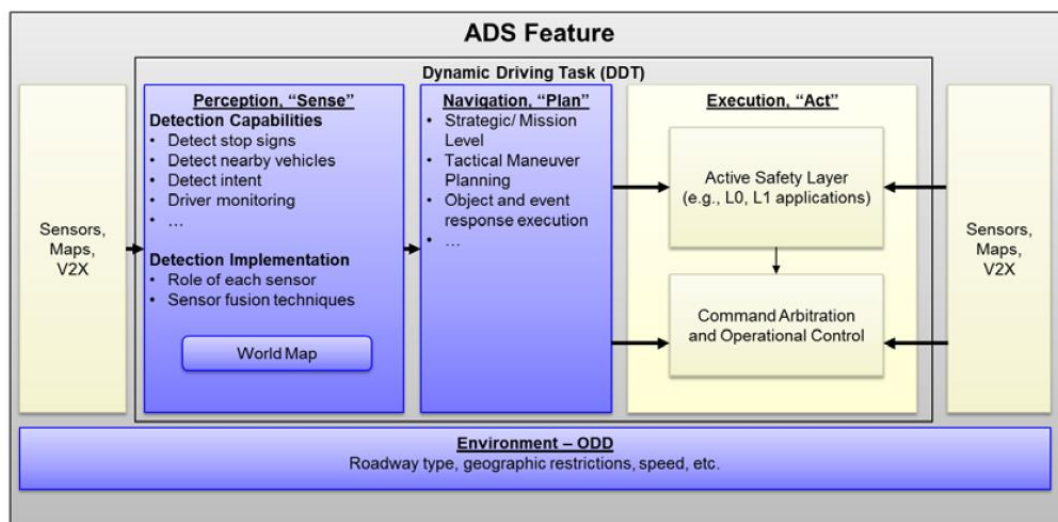 ADS Feature
Dynamic Driving Task (DDT)
Sensors,
Maps,
V2X
Perception, “Sense”
Detection Capabilities
• Detect stop signs
• Detect nearby vehicles
• Detect intent
• Driver monitoring
• …
Detection Implementation
• Role of each sensor
• Sensor fusion techniques
World Map
Navigation, “Plan”
• Strategic/ Mission
Level
• Tactical Maneuver
Planning
• Object and event
response execution
• …
Execution, “Act”
Active Safety Layer
(e.g., L0, L1 applications)
Command Arbitration
and Operational Control
Sensors,
Maps,
V2X
Environment – ODD
Roadway type, geographic restrictions, speed, etc.